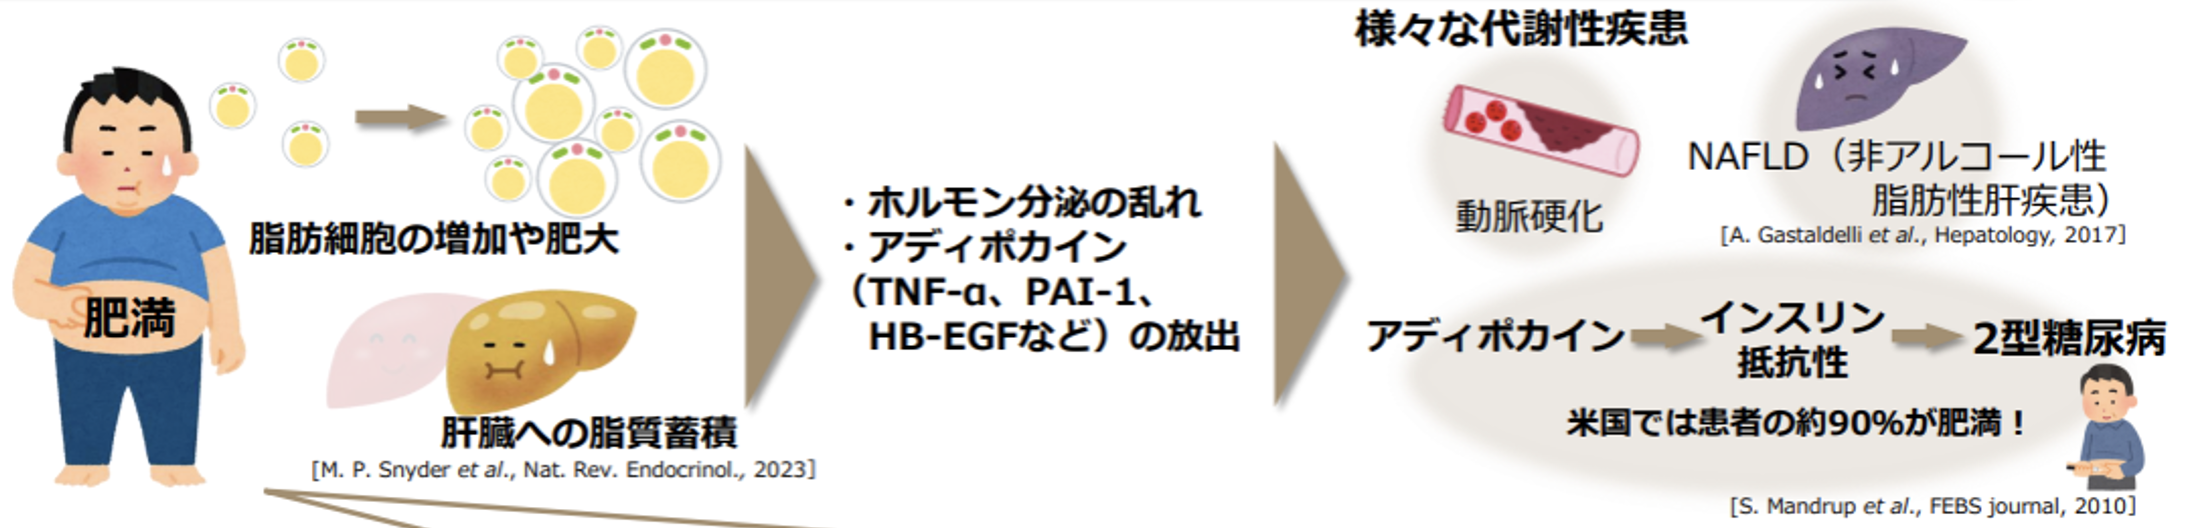 肥満
脂肪細胞の増加や肥大
肝臓への脂質蓄積
[M. P. Snyder et al., Nat. Rev. Endocrinol., 2023]
・ホルモン分泌の乱れ
・アディポカイン
（TNF-α、PAI-1、
HB-EGFなど）の放出
様々な代謝性疾患
動脈硬化
NAFLD（非アルコール性
脂肪性肝疾患）
[A. Gastaldelli et al., Hepatology, 2017]
アディポカイン
インスリン
抵抗性
2型糖尿病
米国では患者の約90%が肥満！
[S. Mandrup et al., FEBS journal, 2010]